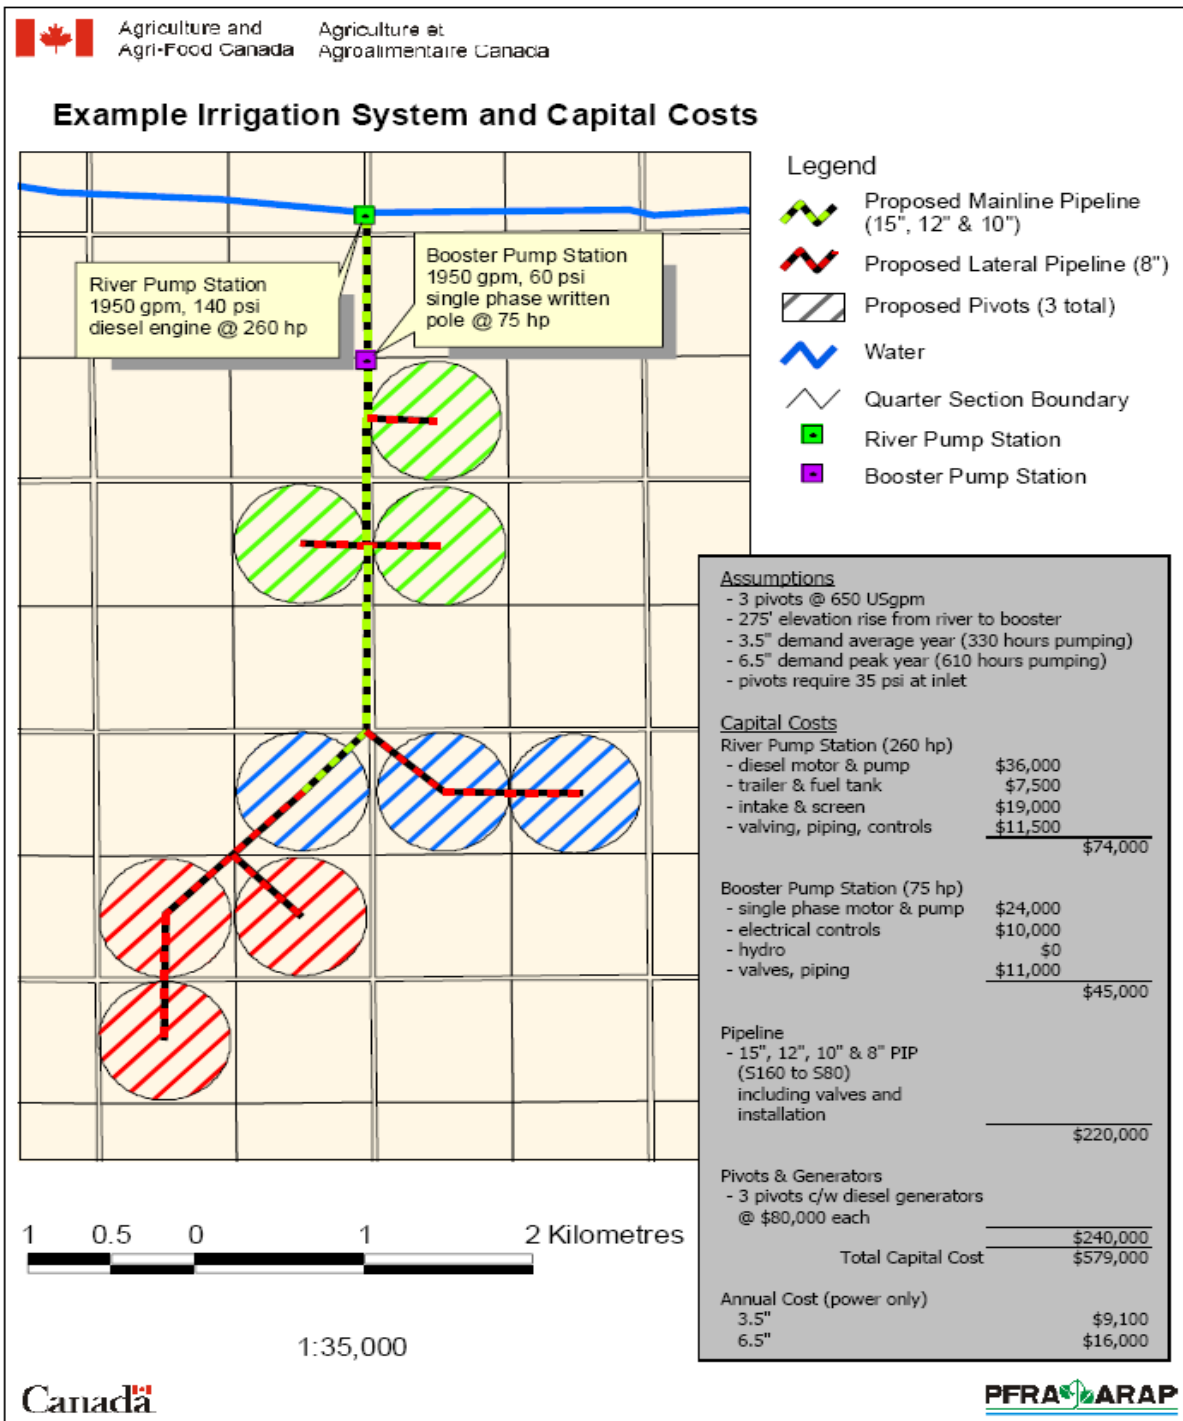 Agriculture and Agriculture et
Agri-Food Canada Agroalimentaire Canada
Example Irrigation System and Capital Costs
River Pump Station
1950 gpm, 140 psi
diesel engine @ 260 hp
Booster Pump Station
1950 gpm, 60 psi
single phase written
pole @ 75 hp
Legend
Proposed Mainline Pipeline
(15", 12" & 10")
Proposed Lateral Pipeline (8")
Proposed Pivots (3 total)
Water
Quarter Section Boundary
River Pump Station
Booster Pump Station
Assumptions
- 3 pivots @ 650 USgpm
- 275' elevation rise from river to booster
- 3.5" demand average year (330 hours pumping)
- 6.5" demand peak year (610 hours pumping)
- pivots require 35 psi at inlet
Capital Costs
River Pump Station (260 hp)
- diesel motor & pump $36,000
- trailer & fuel tank $7,500
- intake & screen $19,000
- valving, piping, controls $11,500
$74,000
Booster Pump Station (75 hp)
- single phase motor & pump $24,000
- electrical controls $10,000
- hydro $0
- valves, piping $11,000
$45,000
Pipeline
- 15", 12", 10" & 8" PIP
(S160 to S80)
including valves and
installation
$220,000
Pivots & Generators
- 3 pivots c/w diesel generators
@ $80,000 each
$240,000
Total Capital Cost $579,000
Annual Cost (power only)
3.5" $9,100
6.5" $16,000
1 0.5 0 1 2 Kilometres
1:35,000
Canada
PFRA ARAP